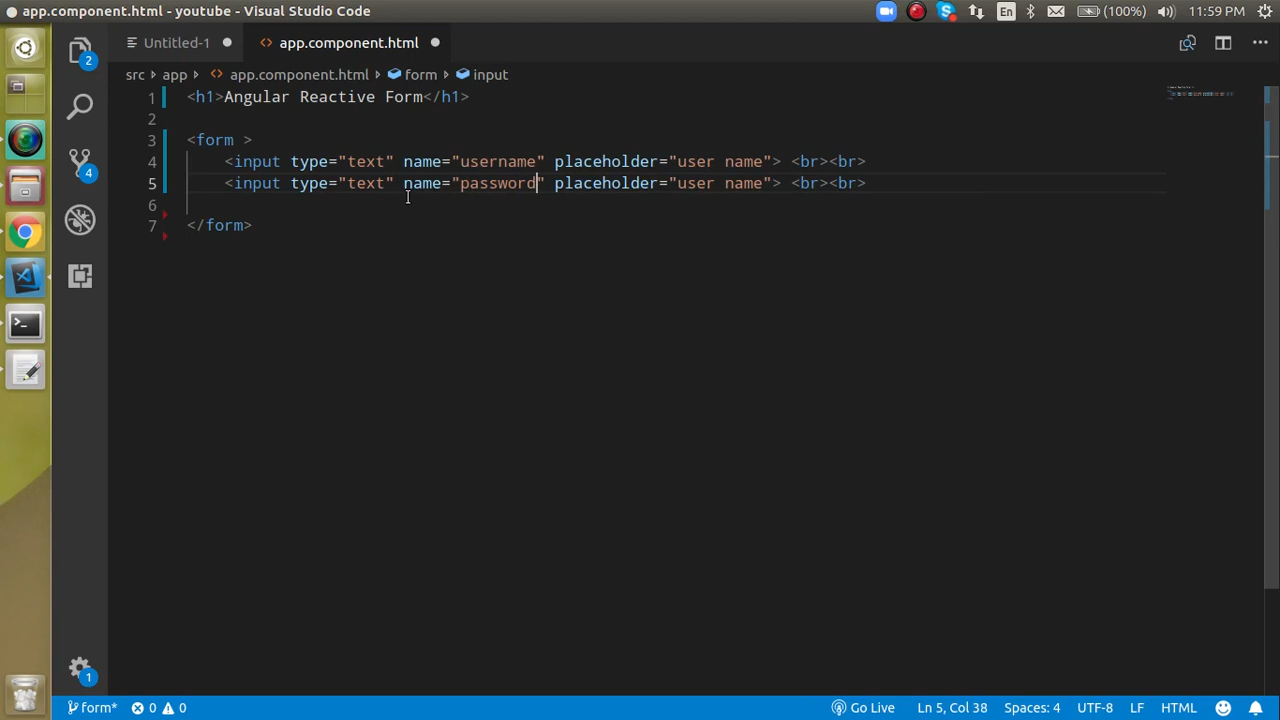 app.component.html - youtube - Visual Studio Code
En
(100%)
11:59 PM
Untitled-1
<> app.component.html
2
src app <> app.component.html form input
1 <h1>Angular Reactive Form</h1>
2
3 <form >
4 <input type="text" name="username" placeholder="user name"> <br><br>
5 <input type="text" name="password" placeholder="user name"> <br><br>
6
7 </form>
4
1
form* 0 0
Go Live Ln 5, Col 38 Spaces: 4 UTF-8 LF HTML